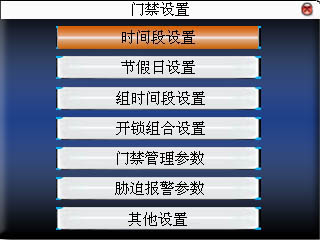 门禁设置
时间段设置
节假日设置
组时间段设置
开锁组合设置
门禁管理参数
胁迫报警参数
其他设置